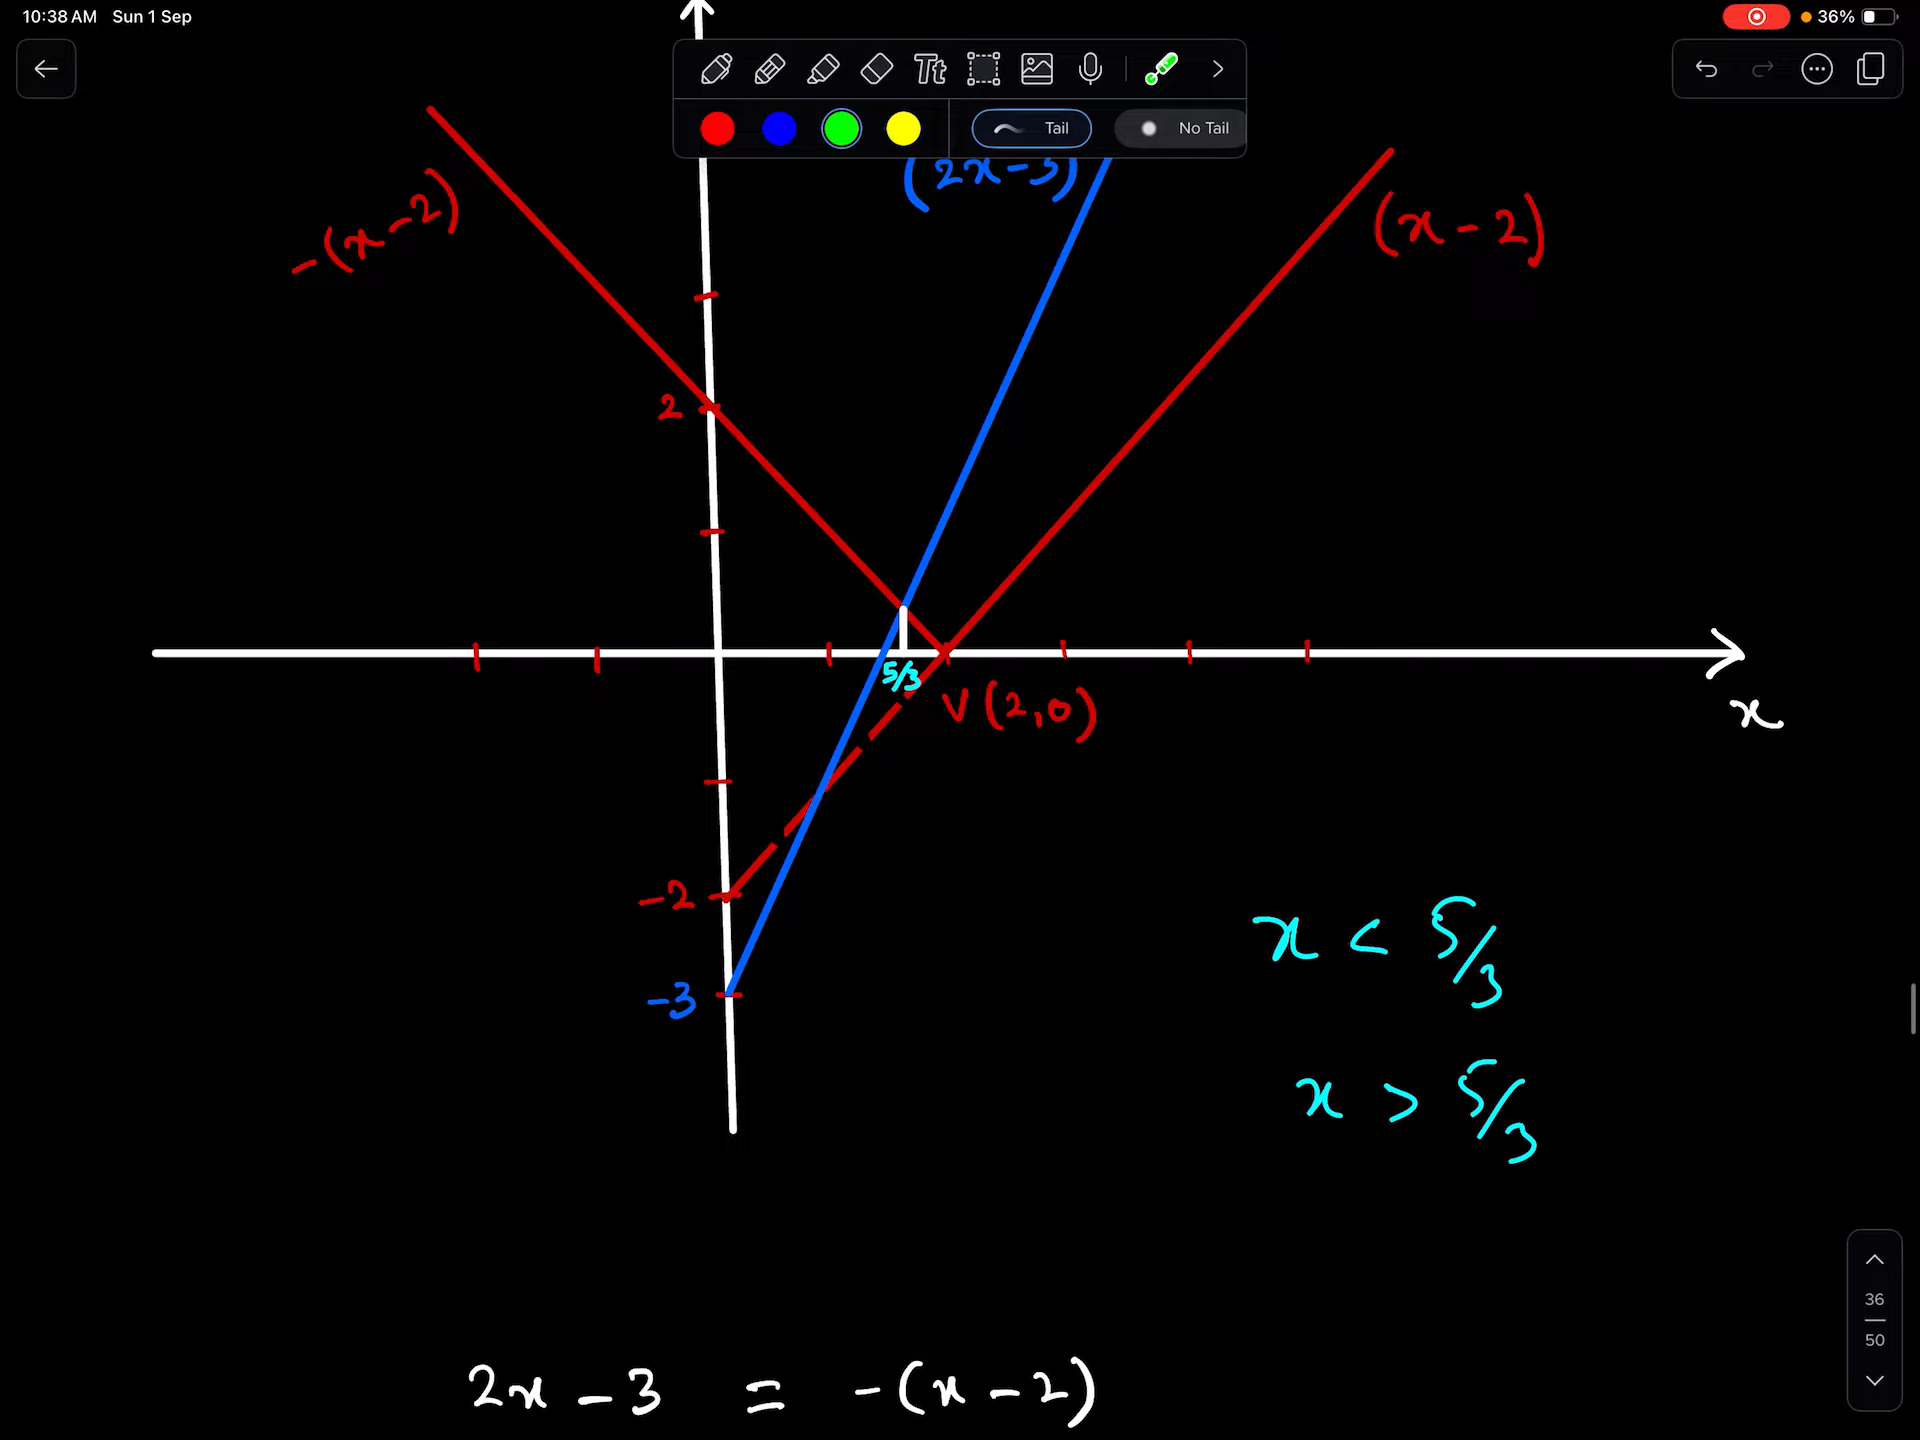 10:38 AM Sun 1 Sep
36%
Tt
Tail
No Tail
(2x-3)
-(x-2)
(x-2)
2
5/3
V(2,0)
x
-2
-3
x < 5/3
x > 5/3
36
50
2x-3 = -(x-2)